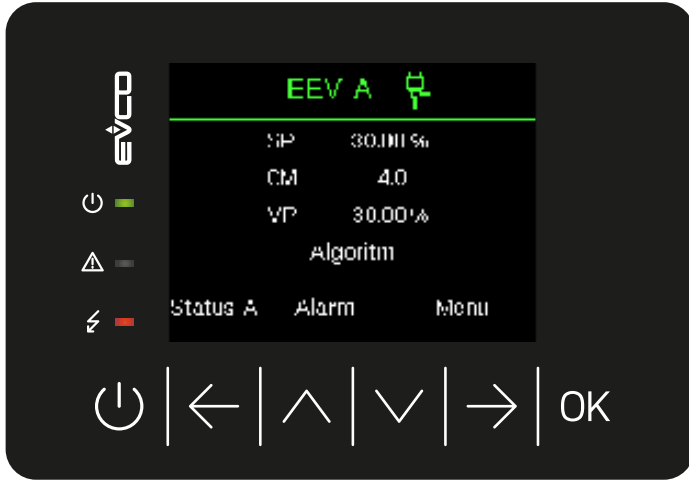 EVCO
EEV A
SP 30.00 %
CM 4.0
VP 30.00 %
Algoritm
Status A Alarm Menu
OK